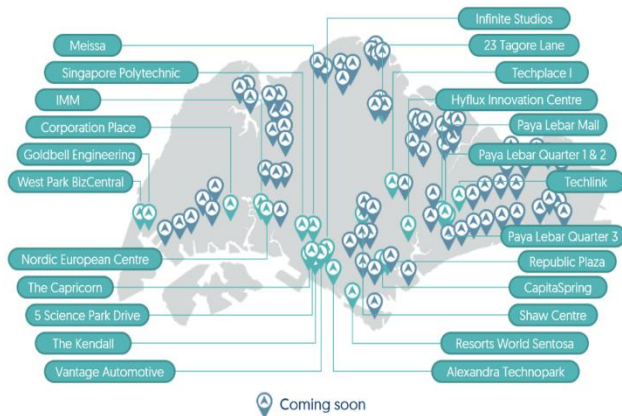 Infinite Studios
Meissa
23 Tagore Lane
Singapore Polytechnic
Techplace I
IMM
Hyflux Innovation Centre
Corporation Place
Paya Lebar Mall
Goldbell Engineering
Paya Lebar Quarter 1 & 2
West Park BizCentral
Techlink
Paya Lebar Quarter 3
Nordic European Centre
Republic Plaza
The Capricorn
CapitaSpring
5 Science Park Drive
Shaw Centre
The Kendall
Resorts World Sentosa
Vantage Automotive
Alexandra Technopark
Coming soon